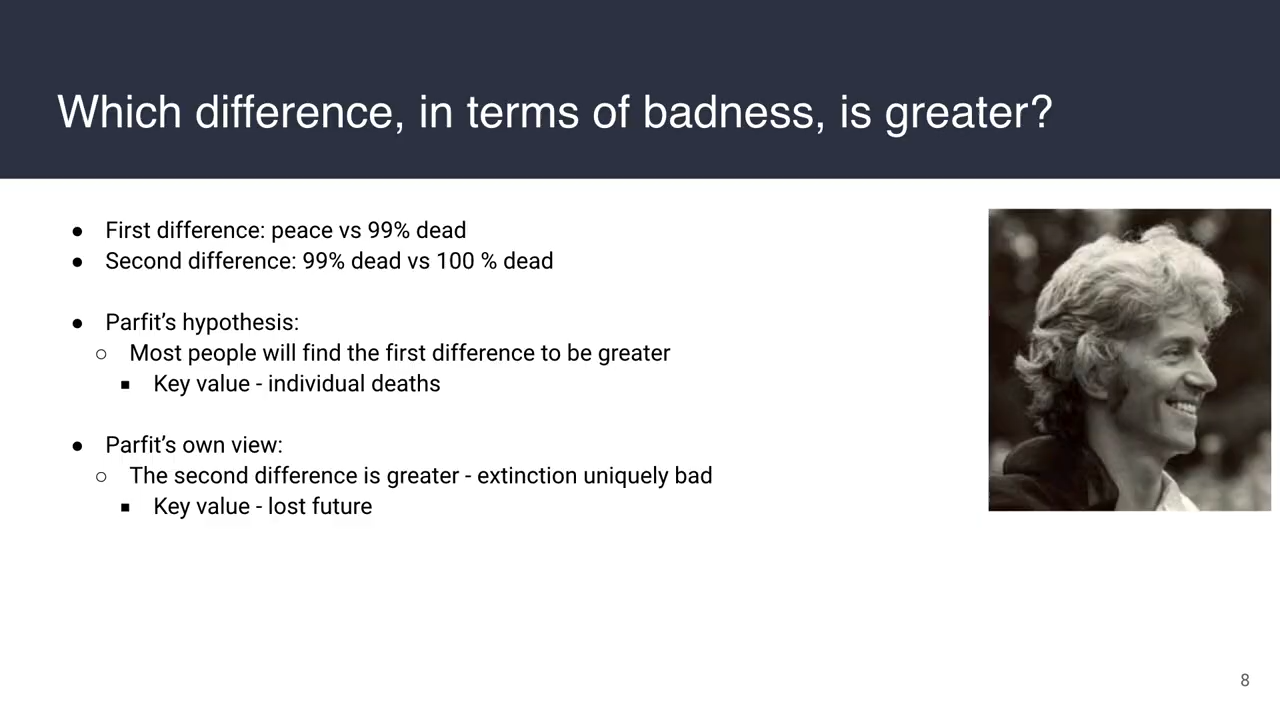 Which difference, in terms of badness, is greater?
● First difference: peace vs 99% dead
● Second difference: 99% dead vs 100 % dead
● Parfit’s hypothesis:
○ Most people will find the first difference to be greater
■ Key value - individual deaths
● Parfit’s own view:
○ The second difference is greater - extinction uniquely bad
■ Key value - lost future
8